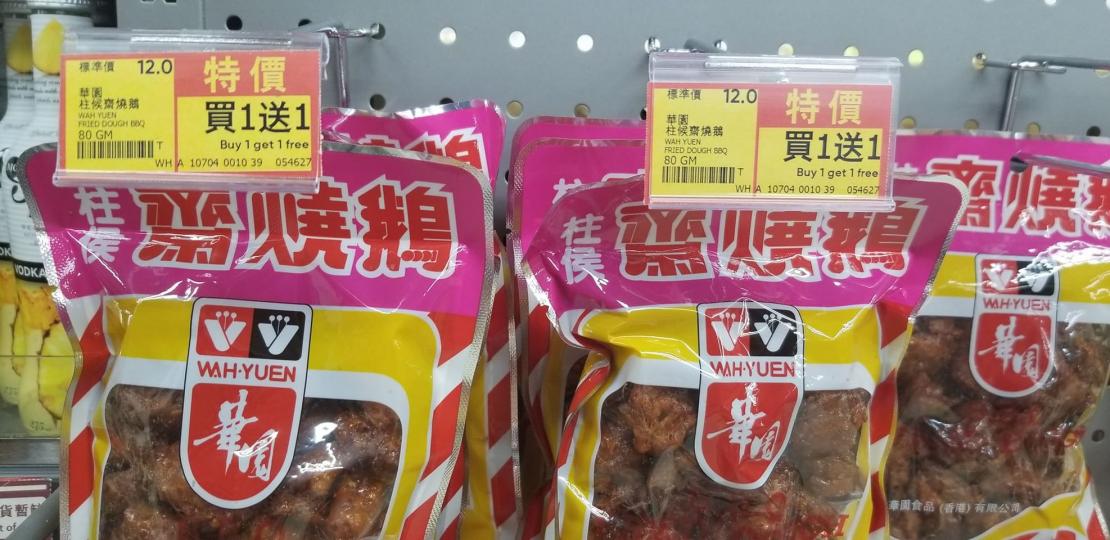 標準價 12.0
特價
華園
柱候齋燒鵝
WAH YUEN
FRIED DOUGH BBQ
80 GM
買1送1
Buy 1 get 1 free
T
WH A 10704 0010 39 054627
標準價 12.0
特價
華園
柱候齋燒鵝
WAH YUEN
FRIED DOUGH BBQ
80 GM
買1送1
Buy 1 get 1 free
T
WH A 10704 0010 39 054627
柱侯
齋燒鵝
WAH·YUEN
華園
柱侯
齋燒鵝
WAH·YUEN
華園
齋燒
WAH·YUEN
華園
華園食品(香港)有限公司
VODKA
貨暫